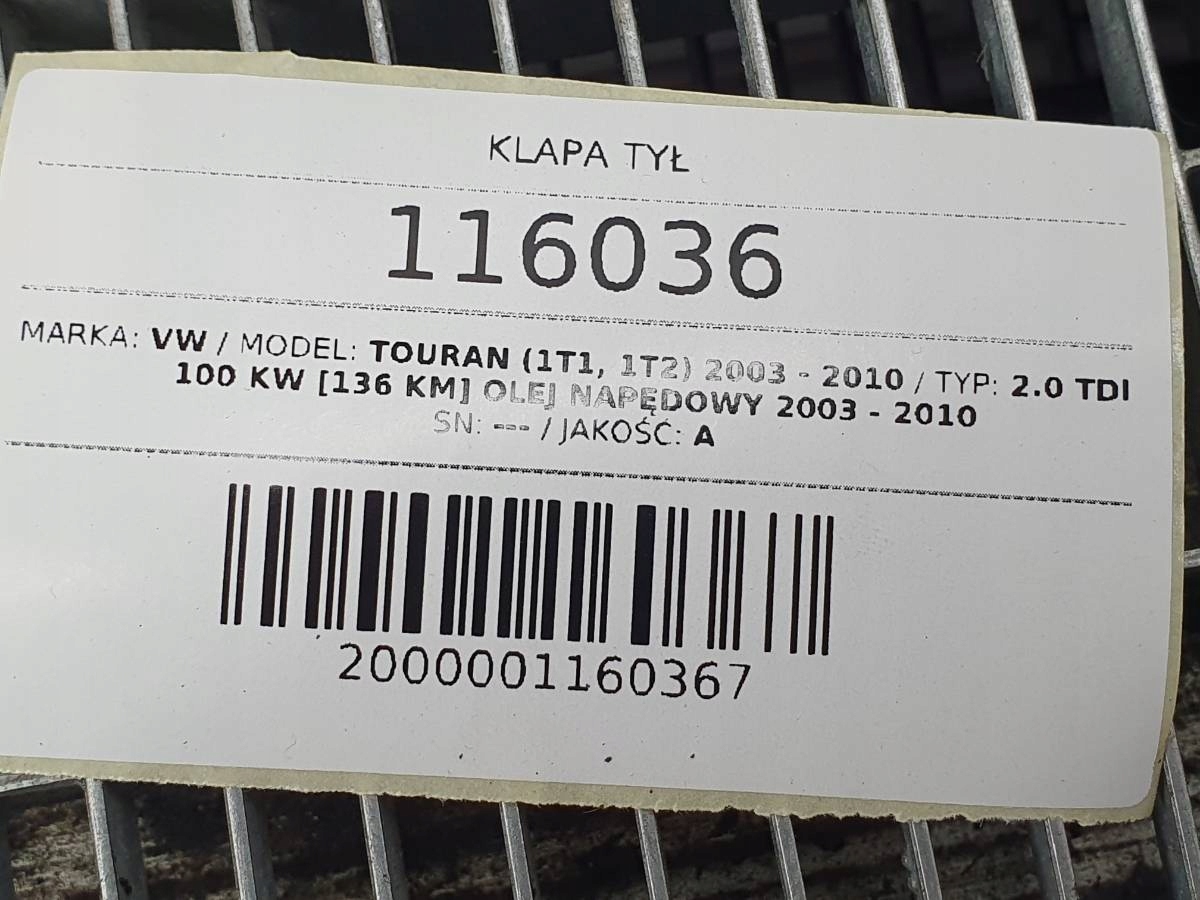 KLAPA TYŁ
116036
MARKA: VW / MODEL: TOURAN (1T1, 1T2) 2003 - 2010 / TYP: 2.0 TDI
100 KW [136 KM] OLEJ NAPĘDOWY 2003 - 2010
SN: --- / JAKOŚĆ: A
2000001160367